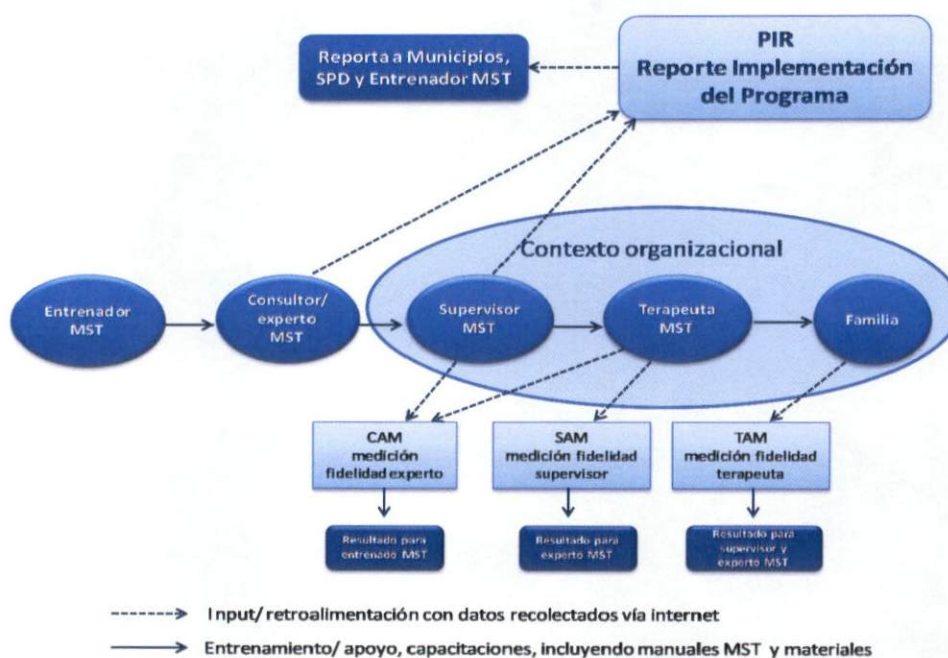 PIR
Reporte Implementación
del Programa
Reporta a Municipios,
SPD y Entrenador MST
Contexto organizacional
Entrenador
MST
Consultor/
experto
MST
Supervisor
MST
Terapeuta
MST
Familia
CAM
medición
fidelidad experto
SAM
medición fidelidad
supervisor
TAM
medición fidelidad
terapeuta
Resultado para
entrenado MST
Resultado para
experto MST
Resultado para
supervisor y
experto MST
Input/ retroalimentación con datos recolectados vía internet
Entrenamiento/ apoyo, capacitaciones, incluyendo manuales MST y materiales